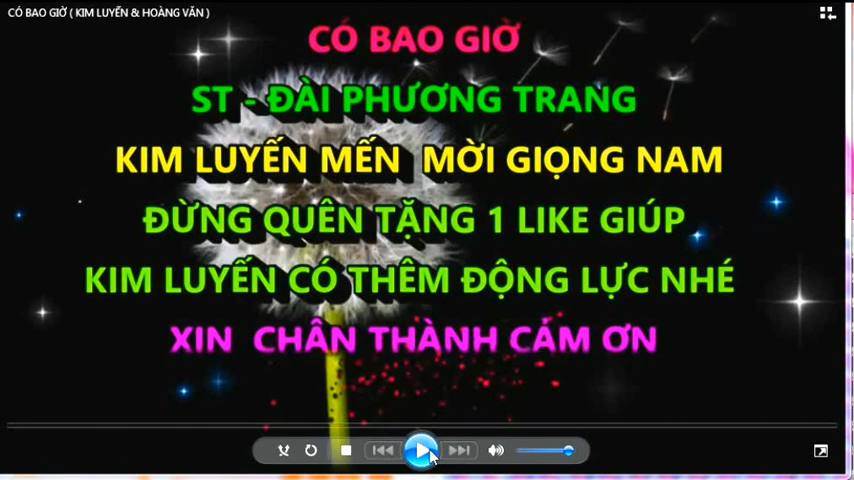 CÓ BAO GIỜ ( KIM LUYẾN & HOÀNG VĂN )
CÓ BAO GIỜ
ST - ĐÀI PHƯƠNG TRANG
KIM LUYẾN MẾN MỜI GIỌNG NAM
ĐỪNG QUÊN TẶNG 1 LIKE GIÚP
KIM LUYẾN CÓ THÊM ĐỘNG LỰC NHÉ
XIN CHÂN THÀNH CẢM ƠN